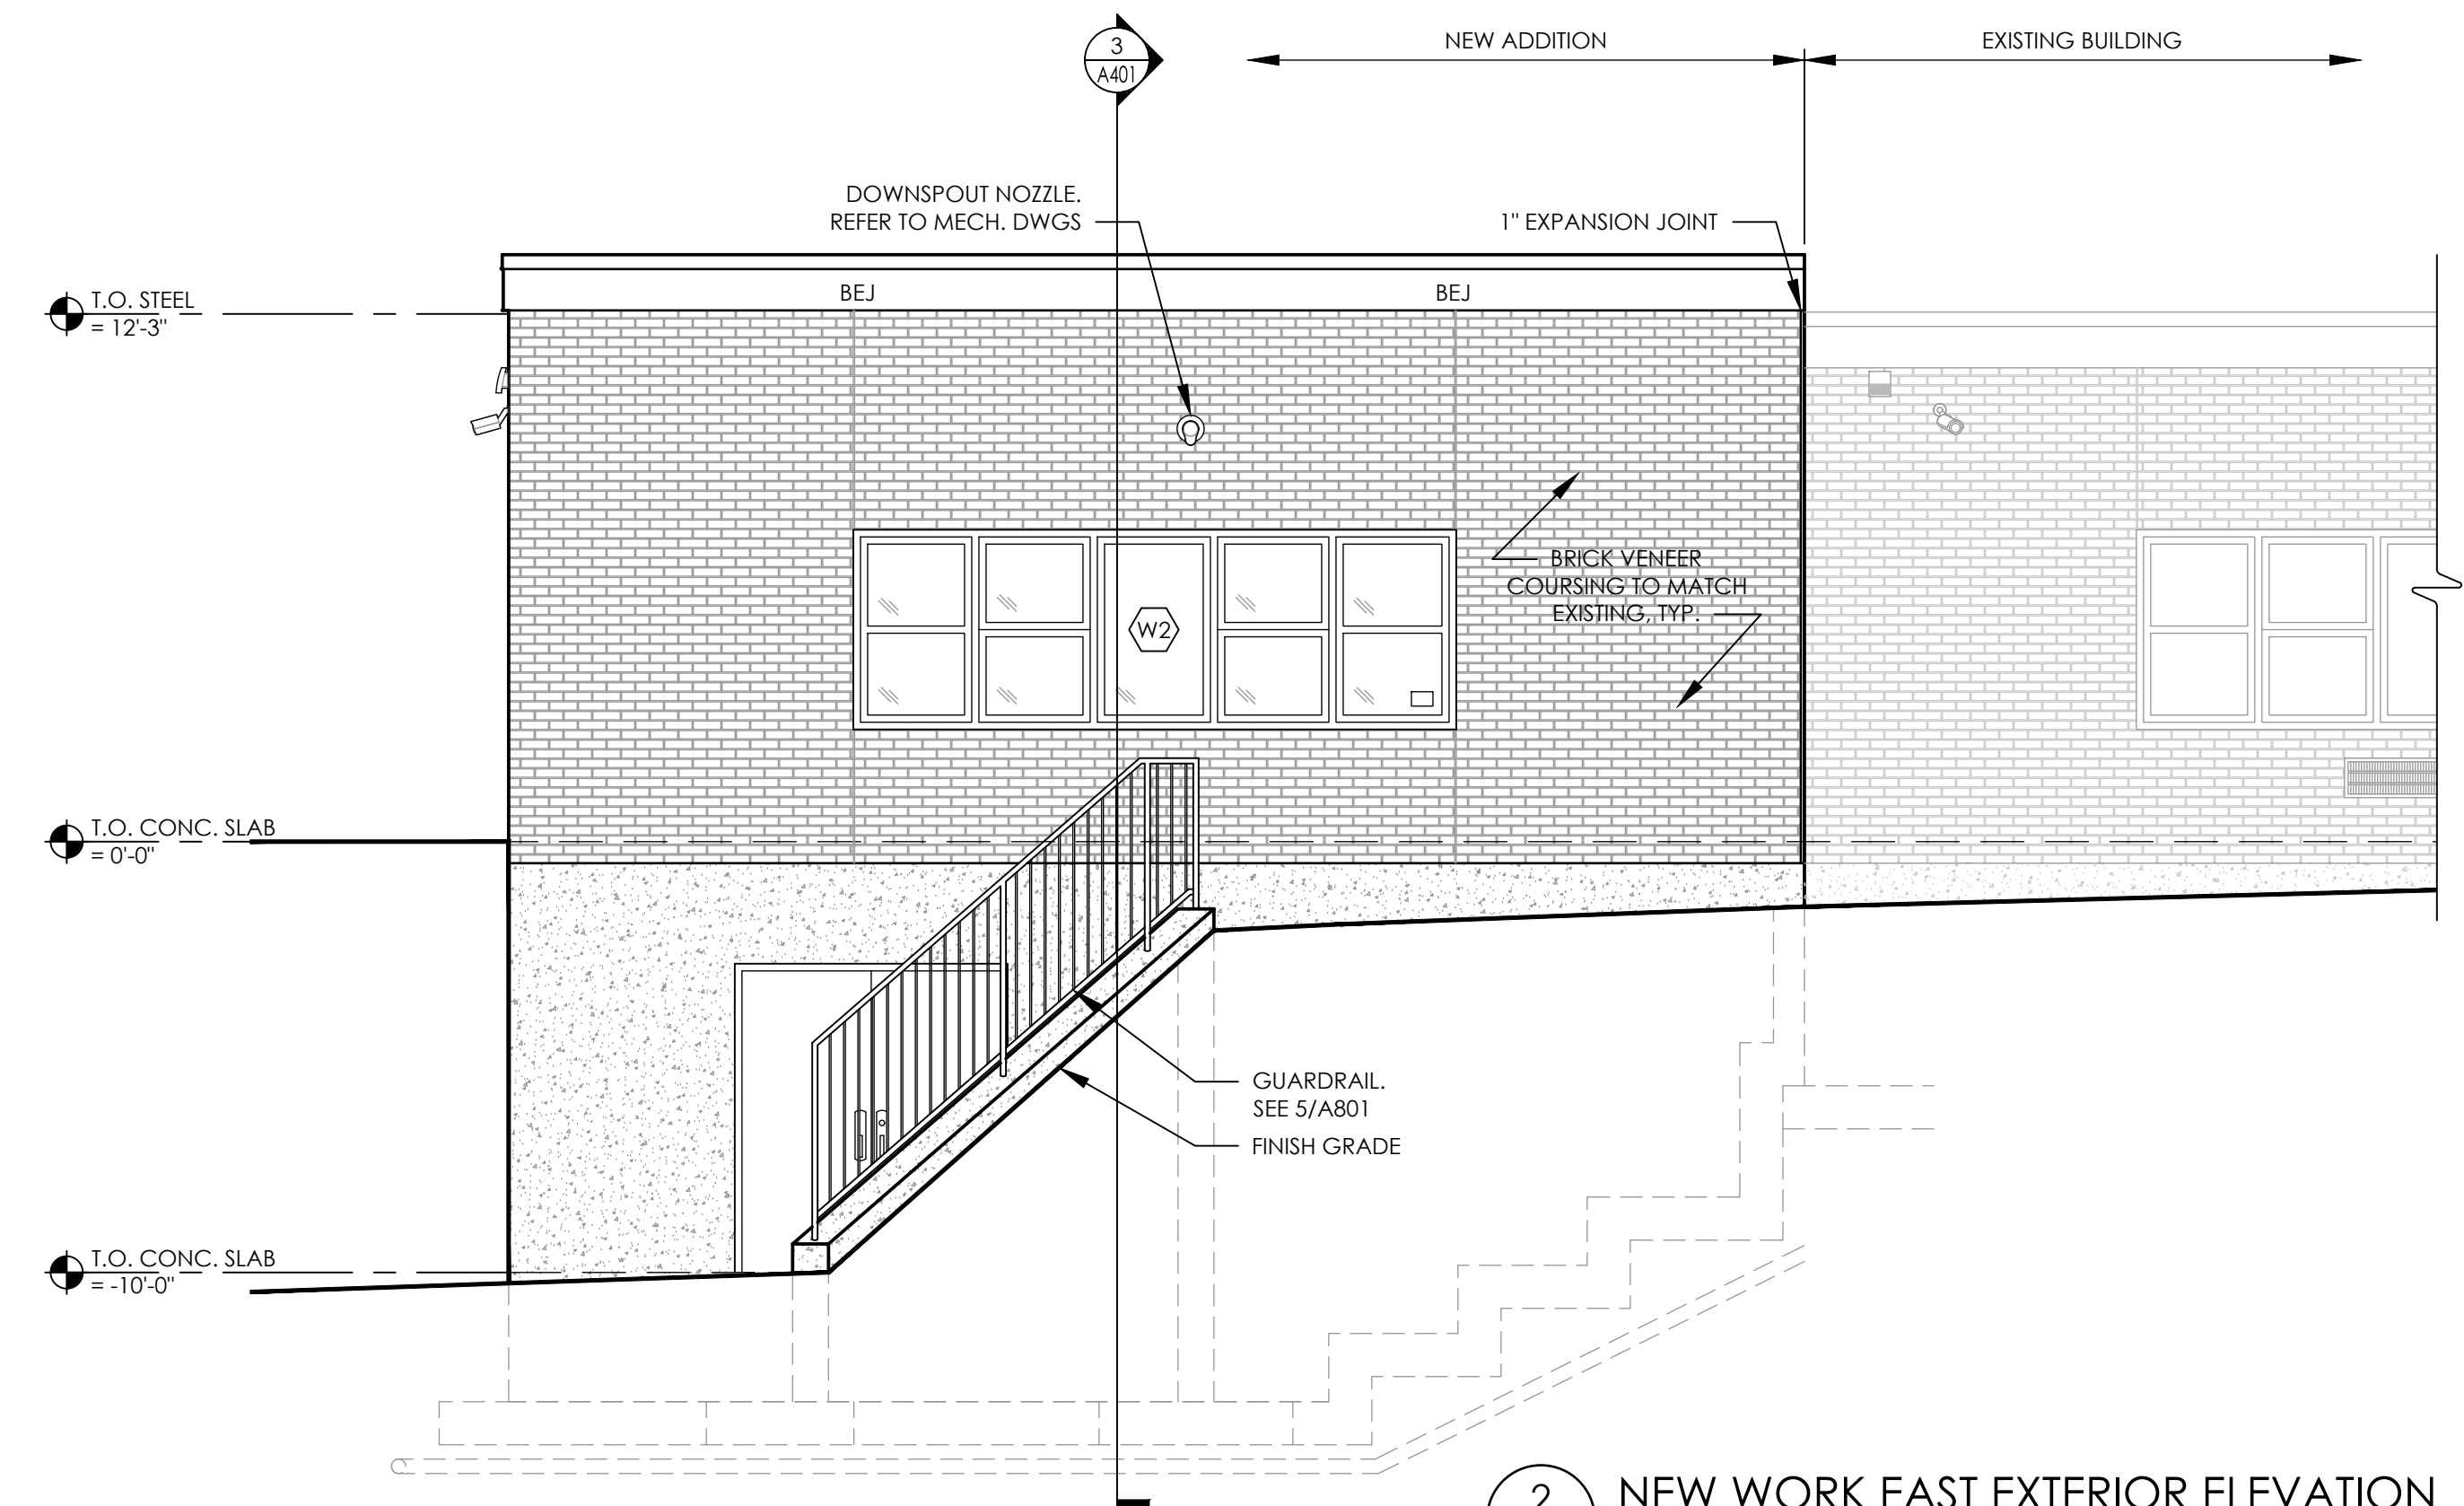 3
A401
NEW ADDITION
EXISTING BUILDING
DOWNSPOUT NOZZLE.
REFER TO MECH. DWGS
1" EXPANSION JOINT
BEJ
BEJ
T.O. STEEL
= 12'-3"
BRICK VENEER
COURSING TO MATCH
EXISTING, TYP.
W2
T.O. CONC. SLAB
= 0'-0"
GUARDRAIL.
SEE 5/A801
FINISH GRADE
T.O. CONC. SLAB
= -10'-0"
2
NEW WORK EAST EXTERIOR ELEVATION